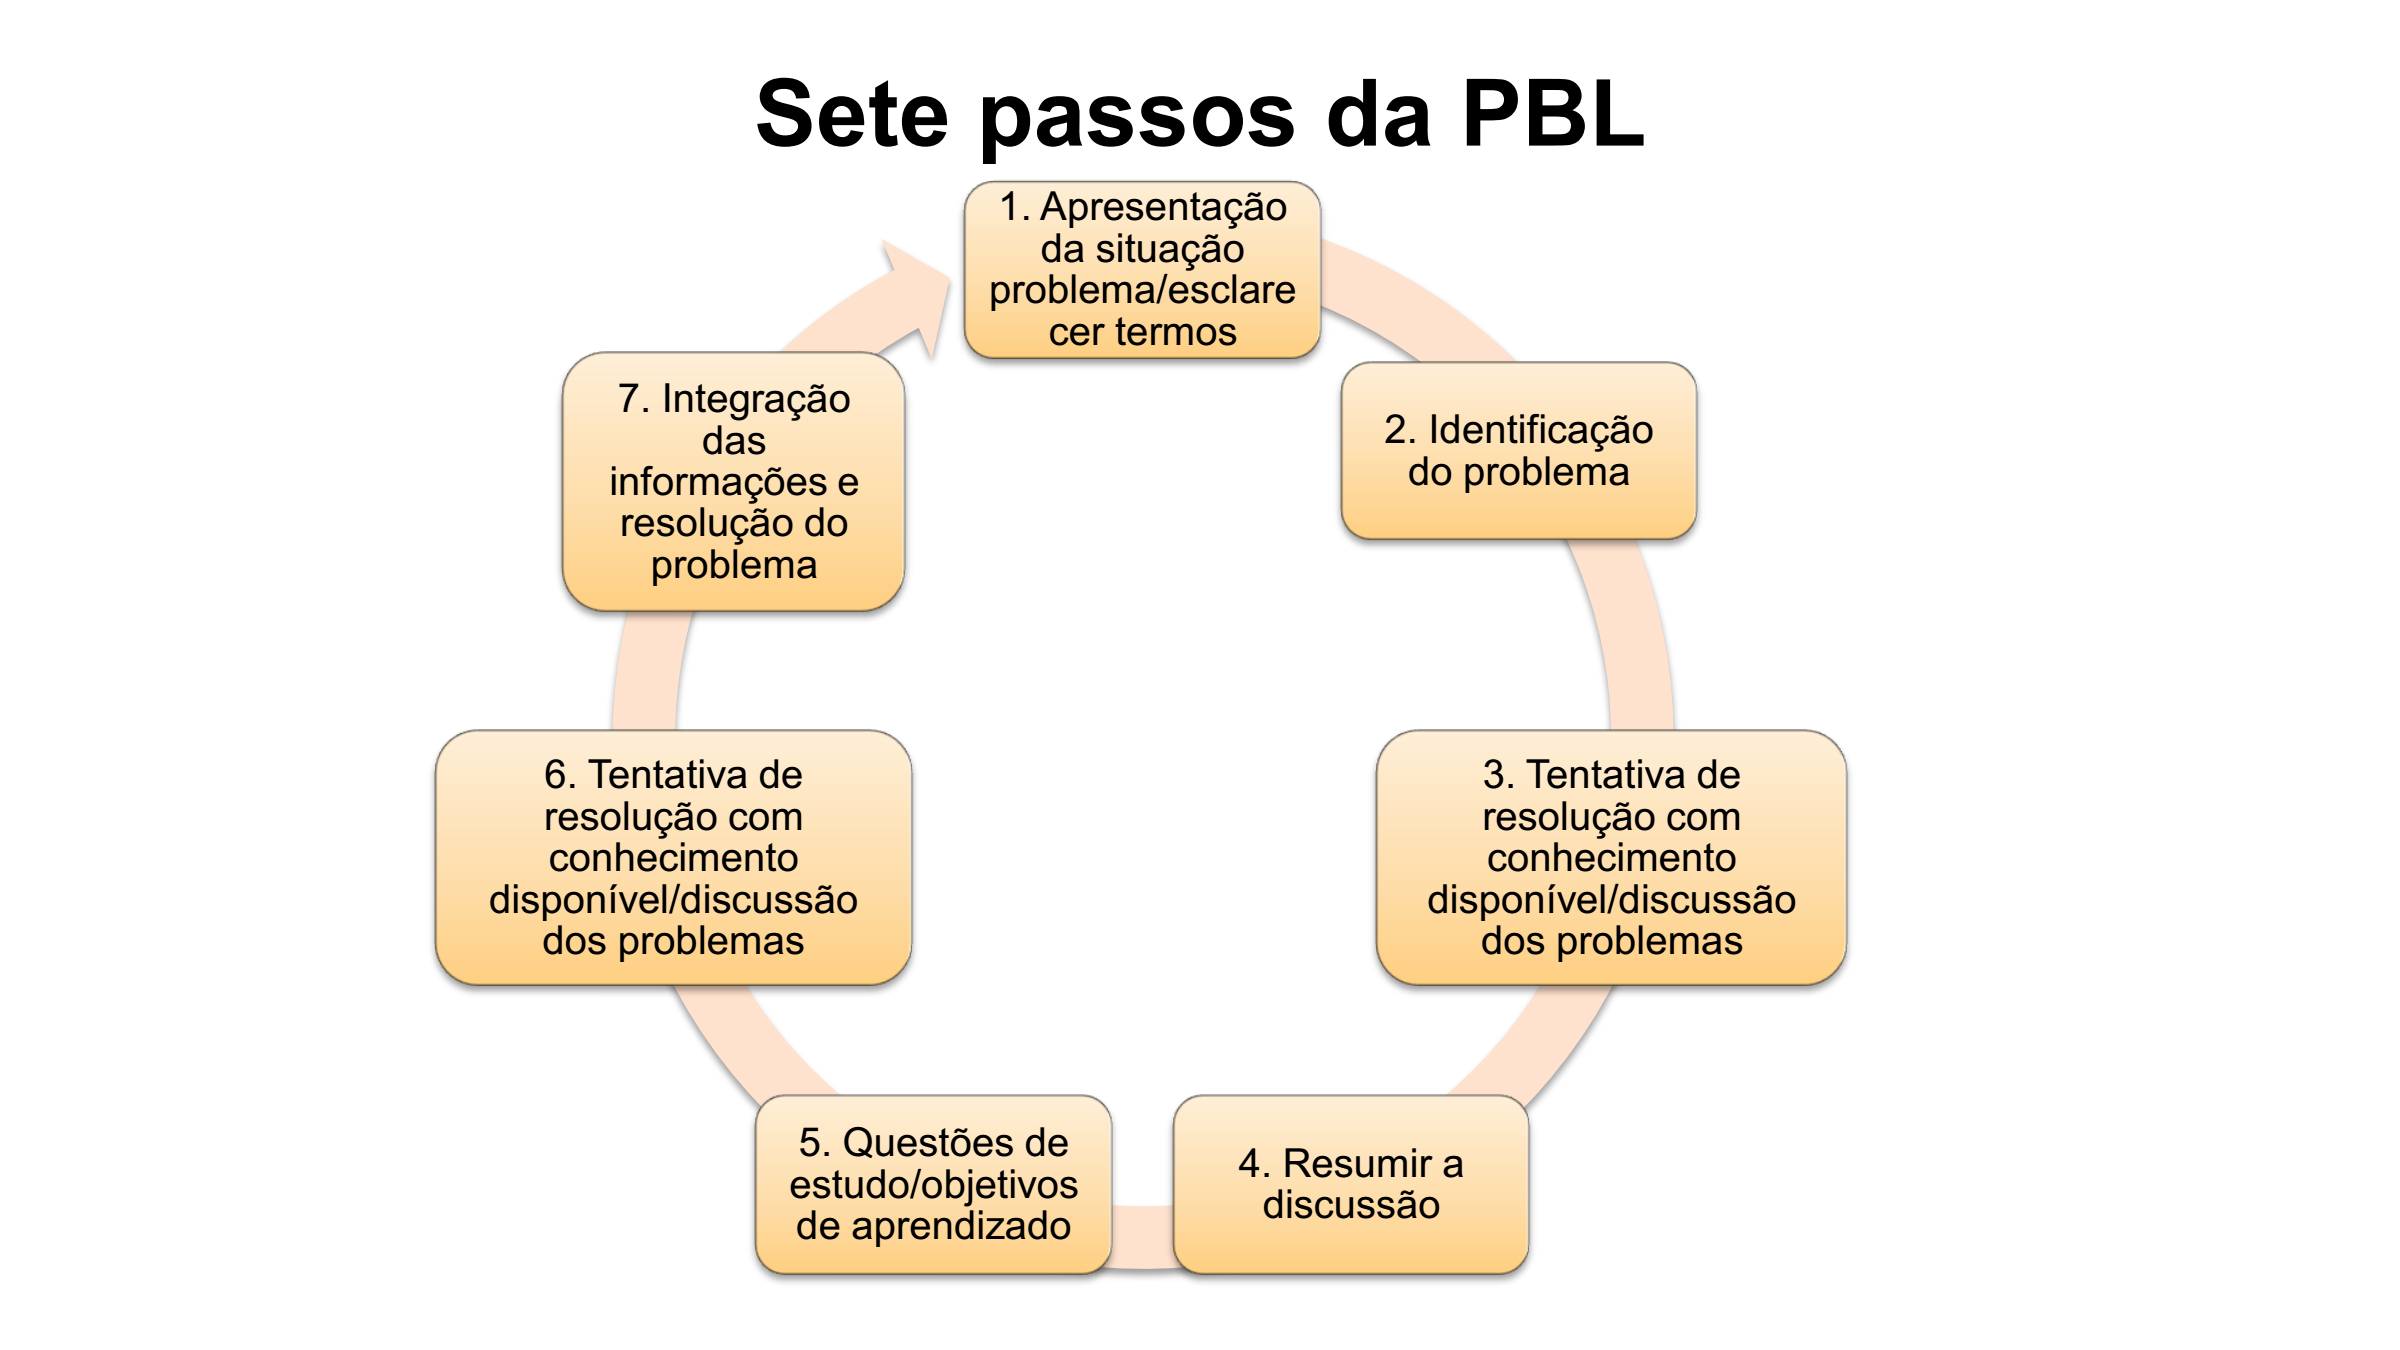 Sete passos da PBL
1. Apresentação
da situação
problema/esclare
cer termos
2. Identificação
do problema
3. Tentativa de
resolução com
conhecimento
disponível/discussão
dos problemas
4. Resumir a
discussão
5. Questões de
estudo/objetivos
de aprendizado
6. Tentativa de
resolução com
conhecimento
disponível/discussão
dos problemas
7. Integração
das
informações e
resolução do
problema